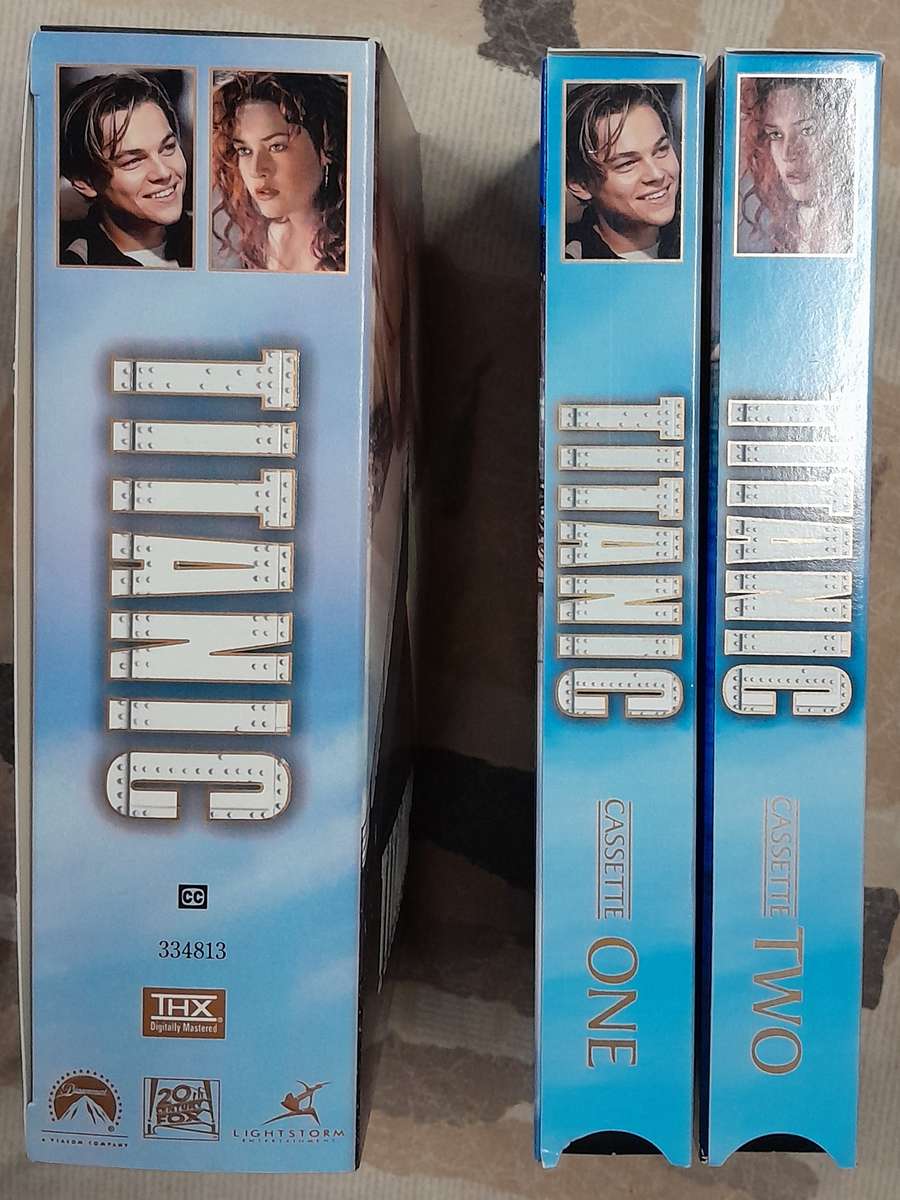 TITANIC
CC
334813
THX
Digitally Mastered
Paramount
A VIACOM COMPANY
20th
CENTURY
FOX
LIGHTSTORM
ENTERTAINMENT
TITANIC
CASSETTE ONE
TITANIC
CASSETTE TWO